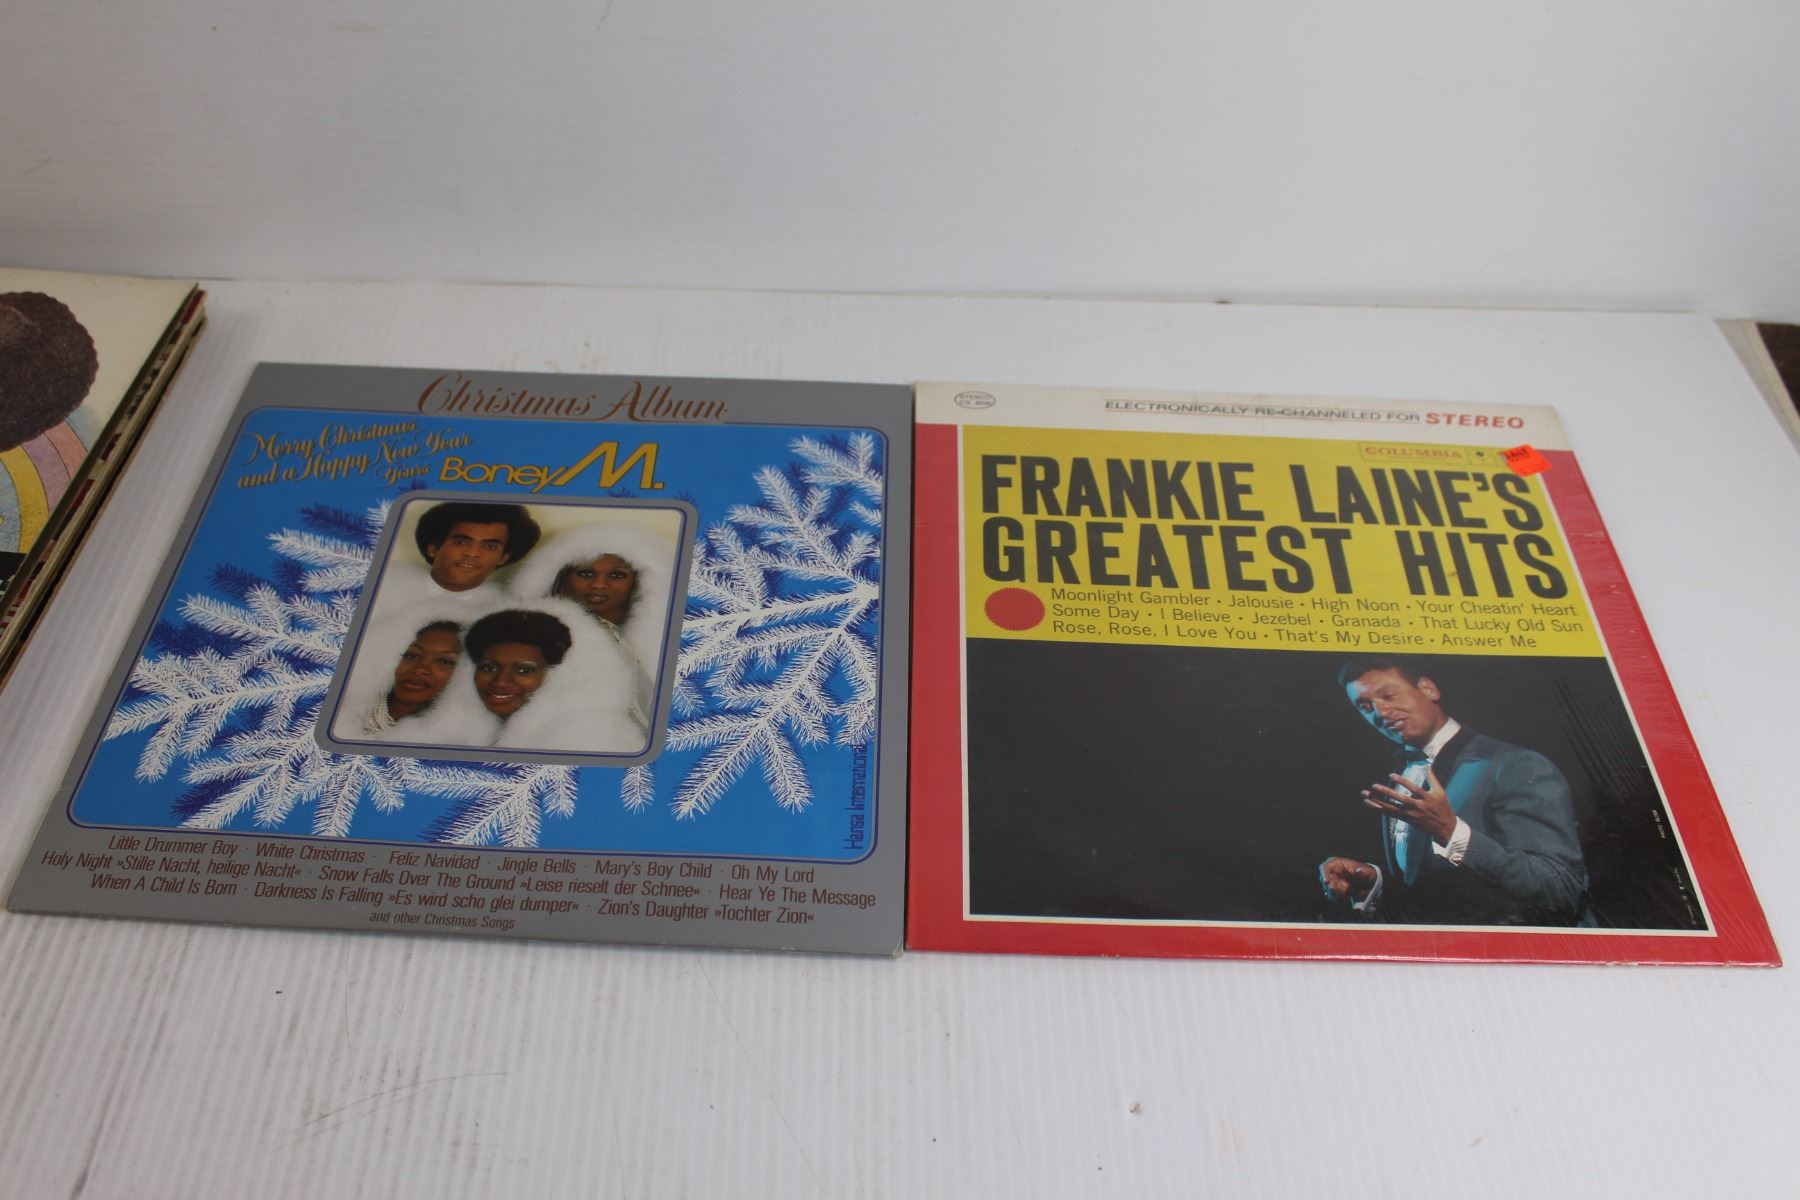 Christmas Album
Merry Christmas
and a Happy New Year
Yours Boney M.
Hansa International
Little Drummer Boy · White Christmas · Feliz Navidad · Jingle Bells · Mary's Boy Child · Oh My Lord
Holy Night »Stille Nacht, heilige Nacht« · Snow Falls Over The Ground »Leise rieselt der Schnee« · Hear Ye The Message
When A Child Is Born · Darkness Is Falling »Es wird scho glei dumper« · Zion's Daughter »Tochter Zion«
and other Christmas Songs
STEREO
ELECTRONICALLY RE-CHANNELED FOR STEREO
COLUMBIA
SALE
FRANKIE LAINE'S
GREATEST HITS
Moonlight Gambler • Jalousie • High Noon • Your Cheatin' Heart
Some Day • I Believe • Jezebel • Granada • That Lucky Old Sun
Rose, Rose, I Love You • That's My Desire • Answer Me